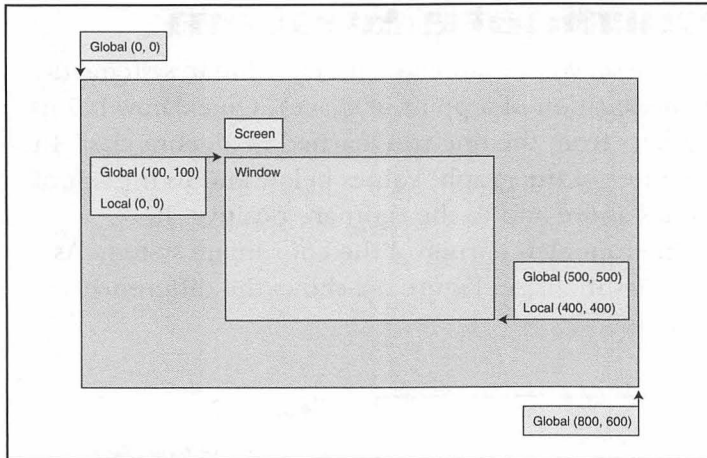 Global (0, 0)
Screen
Global (100, 100)
Local (0, 0)
Window
Global (500, 500)
Local (400, 400)
Global (800, 600)